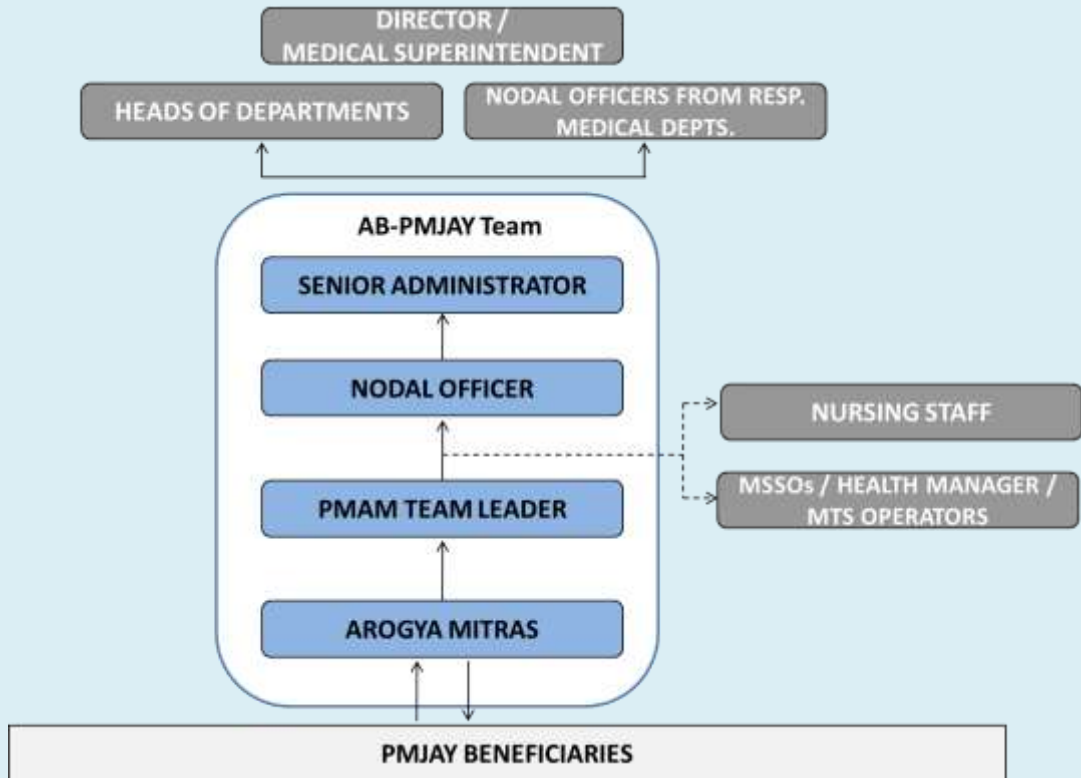 DIRECTOR /
MEDICAL SUPERINTENDENT
HEADS OF DEPARTMENTS
NODAL OFFICERS FROM RESP.
MEDICAL DEPTS.
AB-PMJAY Team
SENIOR ADMINISTRATOR
NODAL OFFICER
NURSING STAFF
PMAM TEAM LEADER
MSSOs / HEALTH MANAGER /
MTS OPERATORS
AROGYA MITRAS
PMJAY BENEFICIARIES